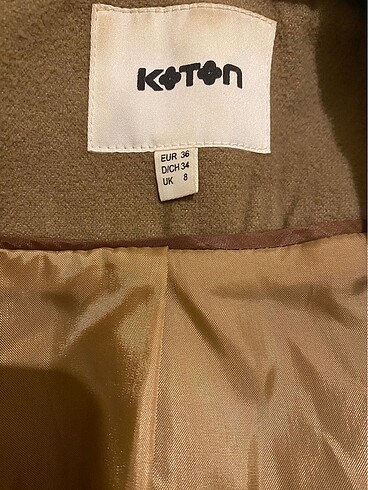 KOTON
EUR 36
D/CH 34
UK 8